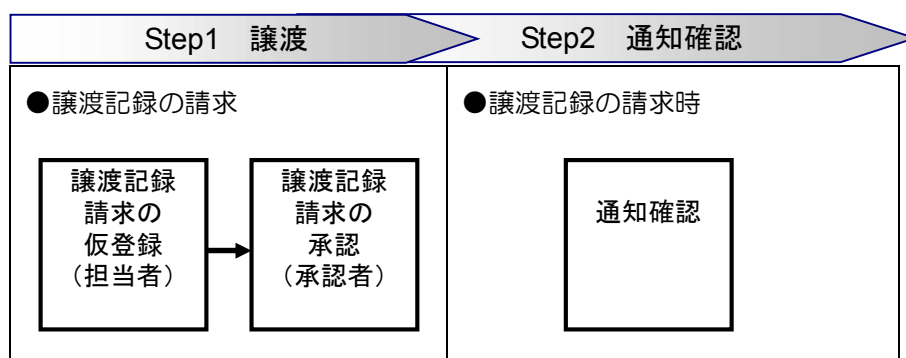 Step1 譲渡
Step2 通知確認
●譲渡記録の請求
●譲渡記録の請求時
譲渡記録
請求の
仮登録
（担当者）
譲渡記録
請求の
承認
（承認者）
通知確認